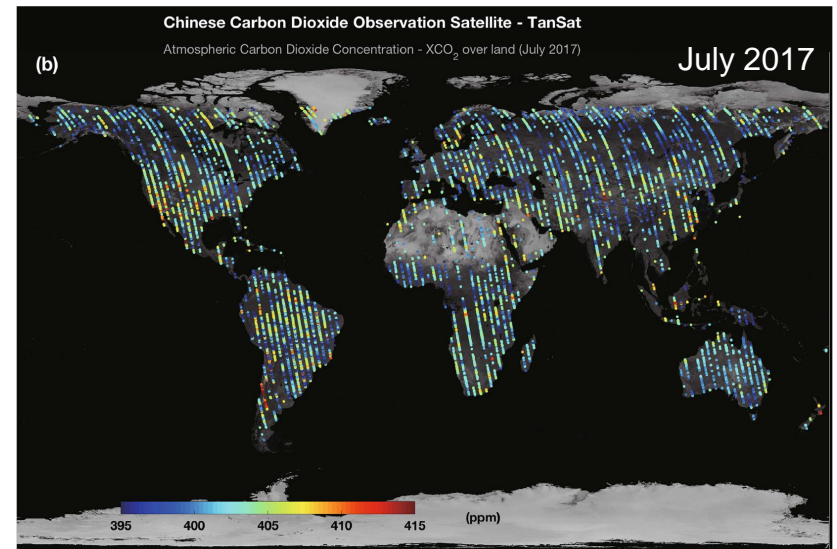 Chinese Carbon Dioxide Observation Satellite - TanSat
Atmospheric Carbon Dioxide Concentration - XCO2 over land (July 2017)
July 2017
(b)
395 400 405 410 415 (ppm)